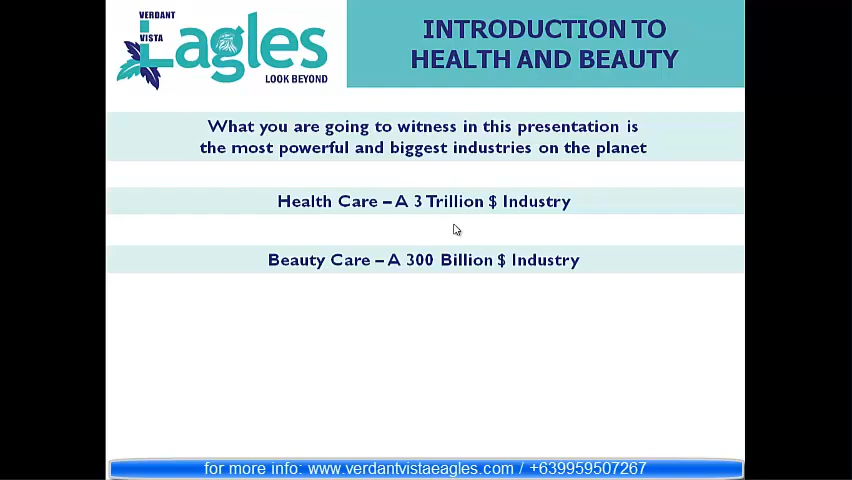 VERDANT
VISTA
Eagles
LOOK BEYOND
INTRODUCTION TO
HEALTH AND BEAUTY
What you are going to witness in this presentation is
the most powerful and biggest industries on the planet
Health Care – A 3 Trillion $ Industry
Beauty Care – A 300 Billion $ Industry
for more info: www.verdantvistaeagles.com / +639959507267